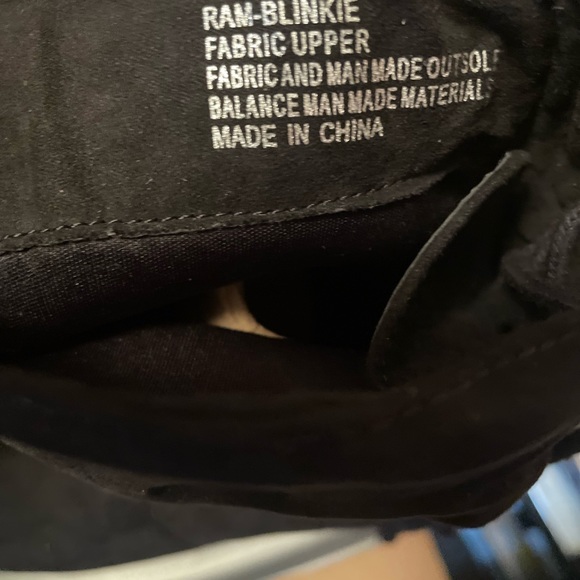 RAM-BLINKIE
FABRIC UPPER
FABRIC AND MAN MADE OUTSOLE
BALANCE MAN MADE MATERIALS
MADE IN CHINA